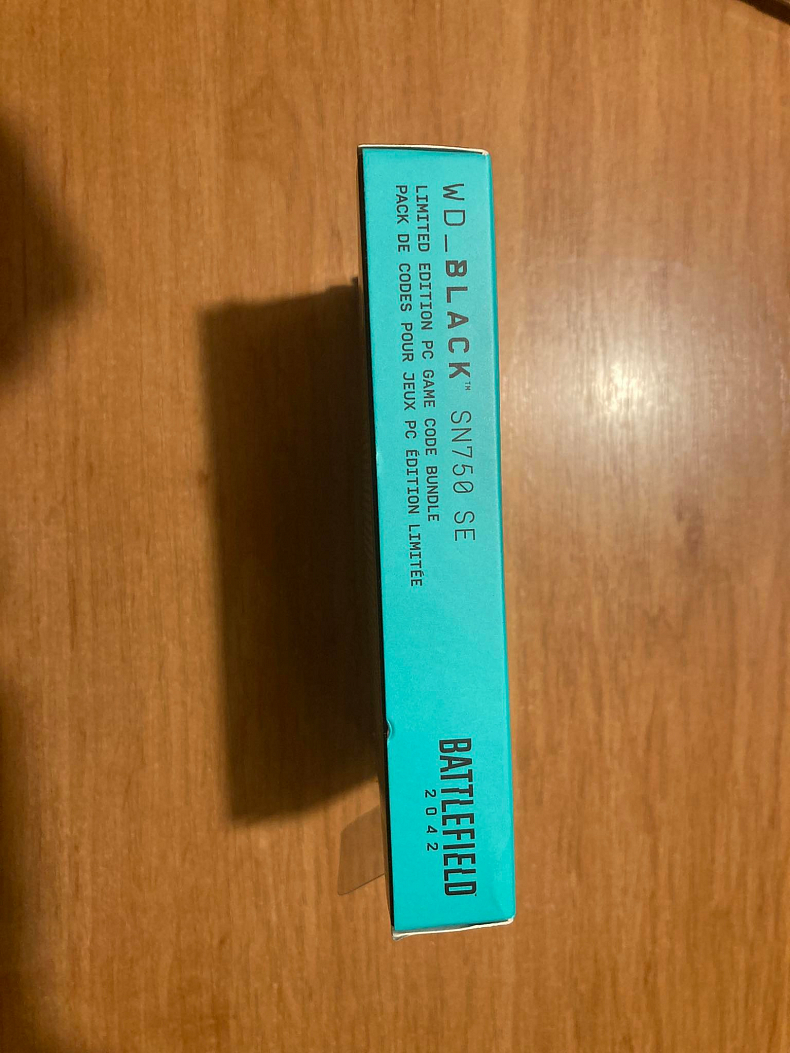 WD_BLACK™ SN750 SE
LIMITED EDITION PC GAME CODE BUNDLE
PACK DE CODES POUR JEUX PC ÉDITION LIMITÉE
BATTLEFIELD
2042